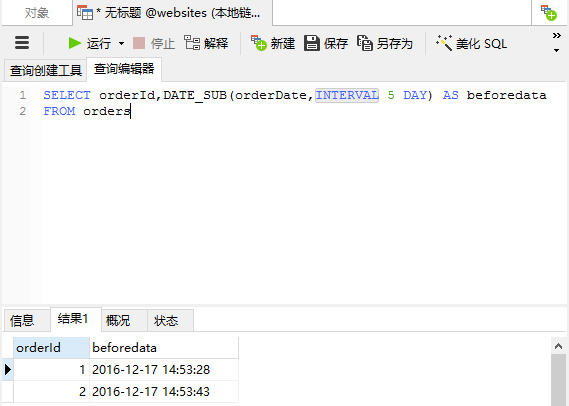 对象
* 无标题 @websites (本地链...
运行 停止 解释 新建 保存 另存为 美化 SQL »
查询创建工具 查询编辑器
1 SELECT orderId,DATE_SUB(orderDate,INTERVAL 5 DAY) AS beforedata
2 FROM orders
信息 结果1 概况 状态
orderId beforedata
1 2016-12-17 14:53:28
2 2016-12-17 14:53:43